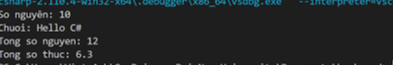 csharp-2.110.4-win32-x64\.debugger\x86_64\vsdbg.exe' '--interpreter=vsc
So nguyên: 10
Chuoi: Hello C#
Tong so nguyen: 12
Tong so thuc: 6.3